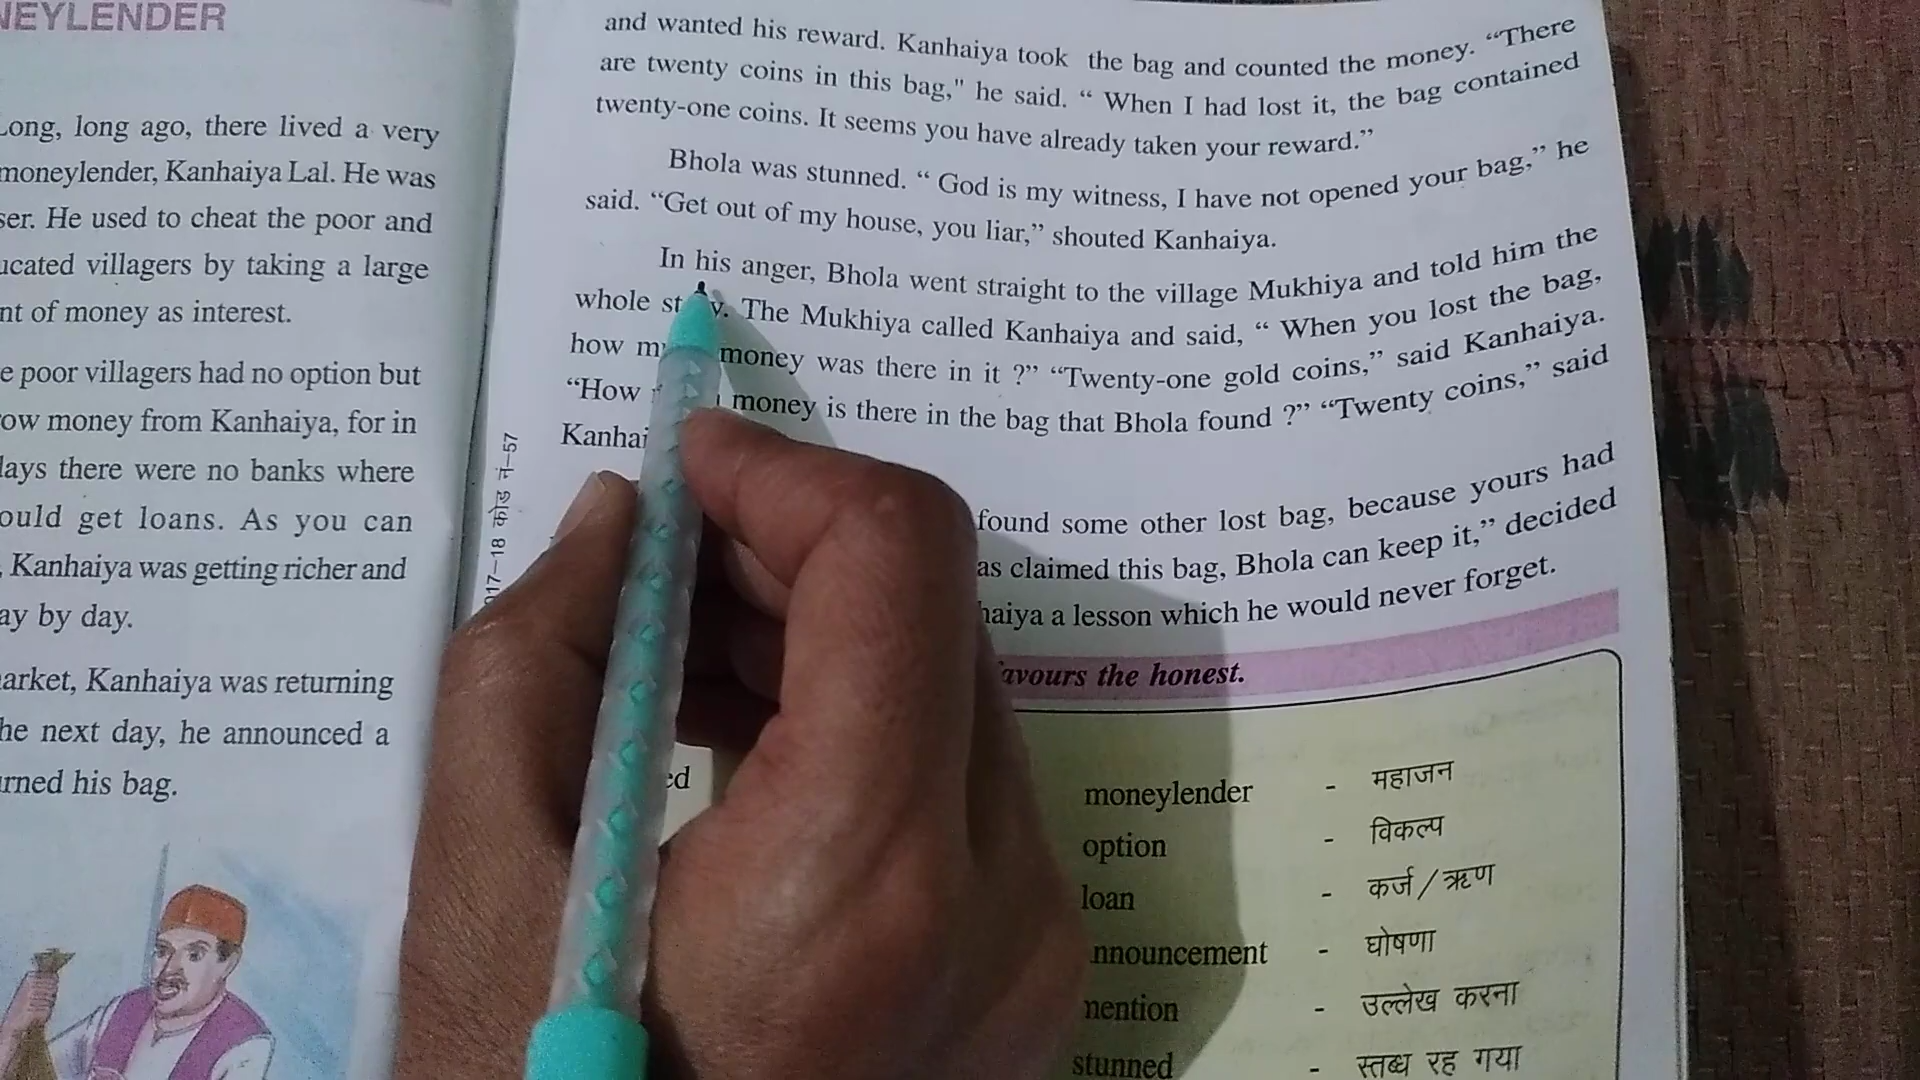 NEYLENDER
Long, long ago, there lived a very
moneylender, Kanhaiya Lal. He was
ser. He used to cheat the poor and
ucated villagers by taking a large
nt of money as interest.
e poor villagers had no option but
ow money from Kanhaiya, for in
days there were no banks where
ould get loans. As you can
, Kanhaiya was getting richer and
ay by day.
market, Kanhaiya was returning
he next day, he announced a
urned his bag.
2017–18 कोड नं–57
and wanted his reward. Kanhaiya took the bag and counted the money. “There
are twenty coins in this bag," he said. “ When I had lost it, the bag contained
twenty-one coins. It seems you have already taken your reward.”
Bhola was stunned. “ God is my witness, I have not opened your bag,” he
said. “Get out of my house, you liar,” shouted Kanhaiya.
In his anger, Bhola went straight to the village Mukhiya and told him the
whole st y. The Mukhiya called Kanhaiya and said, “ When you lost the bag,
how m money was there in it ?” “Twenty-one gold coins,” said Kanhaiya.
“How money is there in the bag that Bhola found ?” “Twenty coins,” said
Kanhai
found some other lost bag, because yours had
as claimed this bag, Bhola can keep it,” decided
haiya a lesson which he would never forget.
avours the honest.
ed
moneylender - महाजन
option - विकल्प
loan - कर्ज / ऋण
nnouncement - घोषणा
mention - उल्लेख करना
stunned - स्तब्ध रह गया